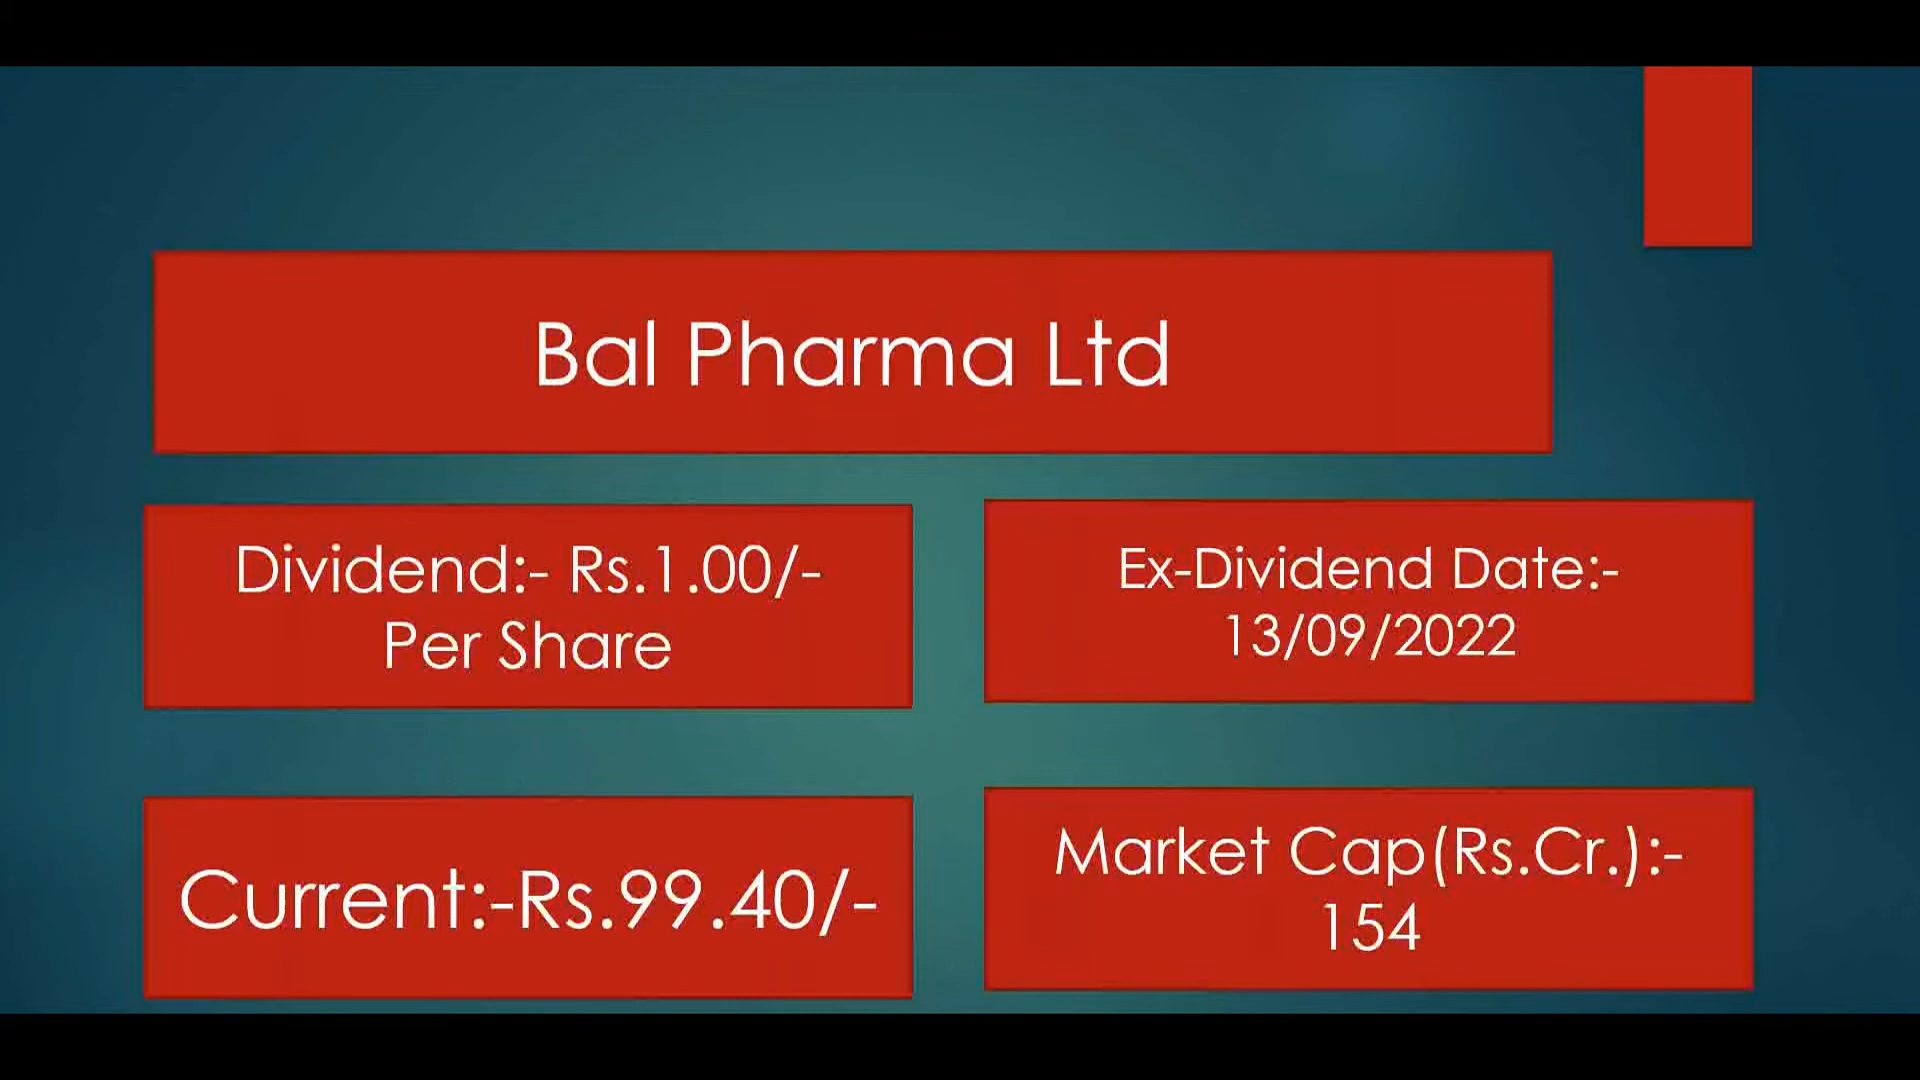 Bal Pharma Ltd
Dividend:- Rs.1.00/-
Per Share
Ex-Dividend Date:-
13/09/2022
Current:-Rs.99.40/-
Market Cap(Rs.Cr.):-
154